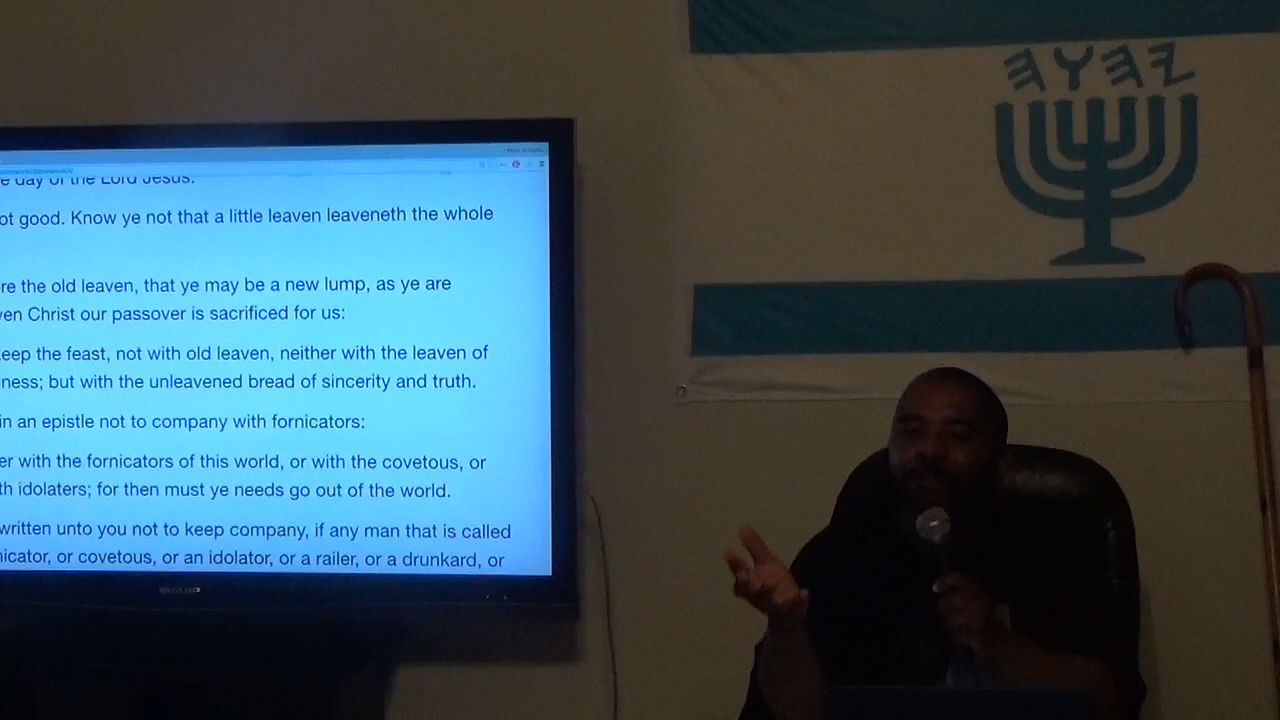 e day of the Lord Jesus.
ot good. Know ye not that a little leaven leaveneth the whole
re the old leaven, that ye may be a new lump, as ye are
ven Christ our passover is sacrificed for us:
keep the feast, not with old leaven, neither with the leaven of
ness; but with the unleavened bread of sincerity and truth.
in an epistle not to company with fornicators:
er with the fornicators of this world, or with the covetous, or
th idolaters; for then must ye needs go out of the world.
written unto you not to keep company, if any man that is called
nicator, or covetous, or an idolator, or a railer, or a drunkard, or
SHARP
𐤉𐤄𐤅𐤄